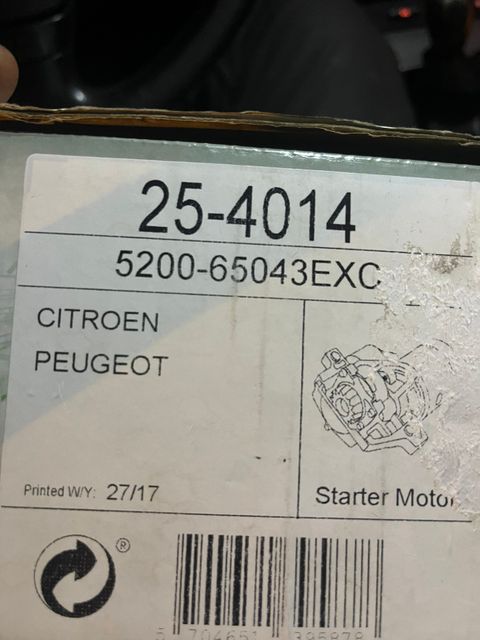 25-4014
5200-65043EXC
CITROEN
PEUGEOT
Printed W/Y: 27/17
Starter Motor
®